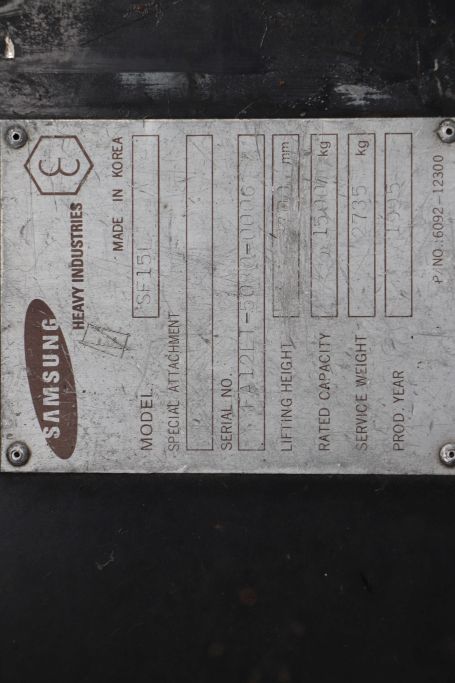 SAMSUNG
HEAVY INDUSTRIES
MADE IN KOREA
MODEL SF15L
SPECIAL ATTACHMENT
SERIAL NO.
LIFTING HEIGHT mm
RATED CAPACITY kg
SERVICE WEIGHT 2735 kg
PROD YEAR 1995
P/NO.:6092-12300